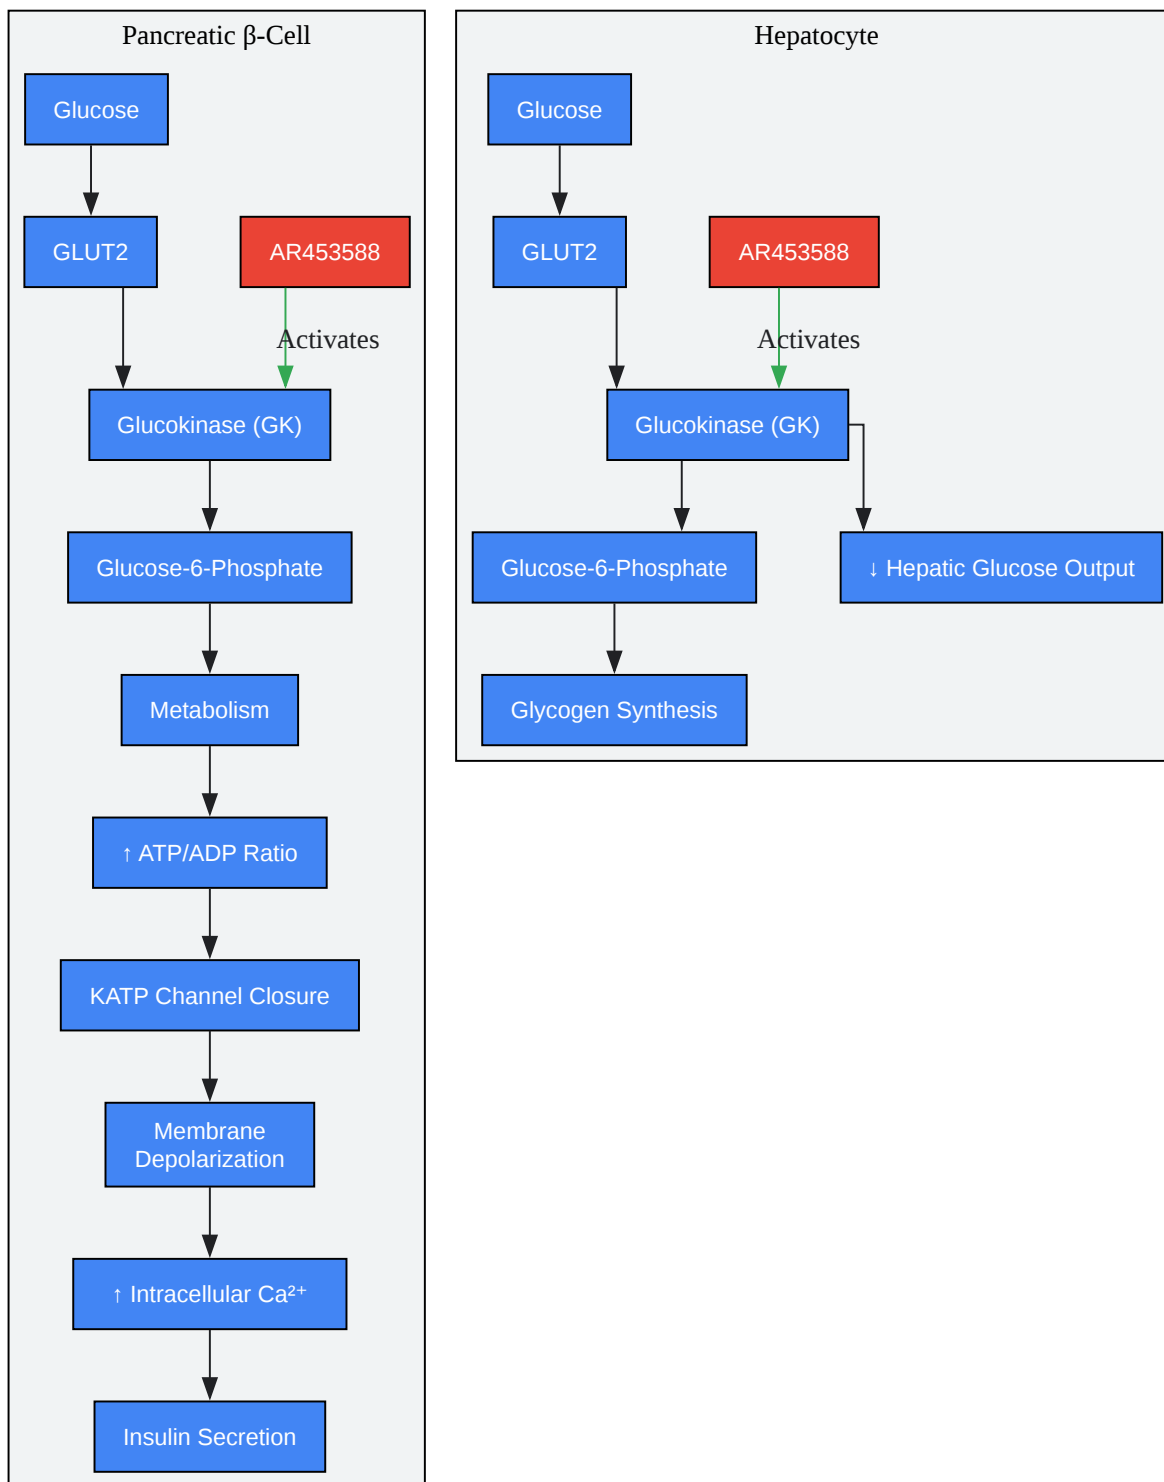 Pancreatic β-Cell
Glucose
GLUT2
AR453588
Activates
Glucokinase (GK)
Glucose-6-Phosphate
Metabolism
↑ ATP/ADP Ratio
KATP Channel Closure
Membrane
Depolarization
↑ Intracellular Ca²⁺
Insulin Secretion
Hepatocyte
Glucose
GLUT2
AR453588
Activates
Glucokinase (GK)
Glucose-6-Phosphate
↓ Hepatic Glucose Output
Glycogen Synthesis